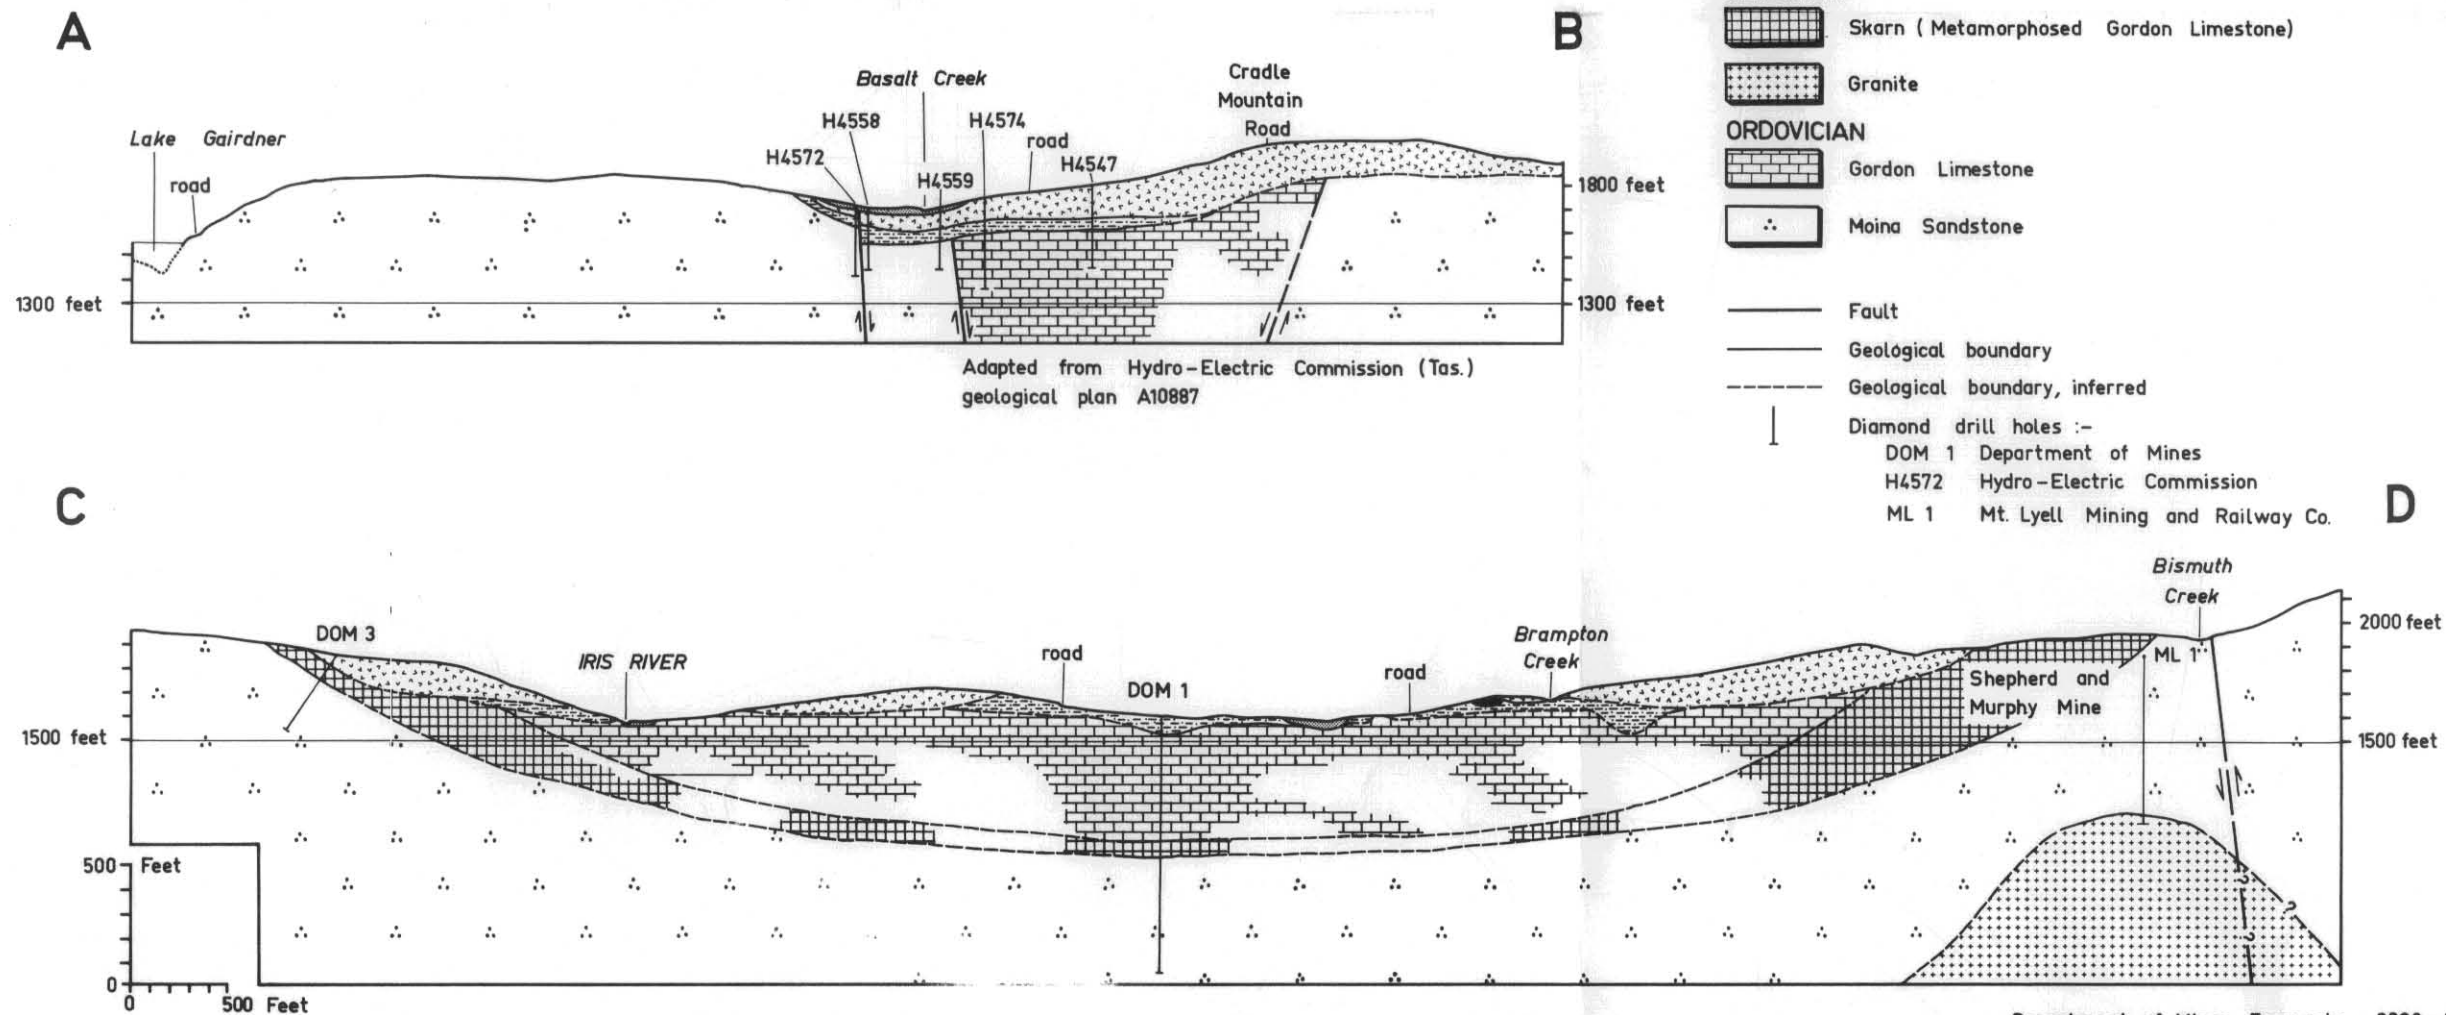 A
B
Skarn ( Metamorphosed Gordon Limestone)
Granite
ORDOVICIAN
Gordon Limestone
Moina Sandstone
Fault
Geological boundary
Geological boundary, inferred
Diamond drill holes :-
DOM 1 Department of Mines
H4572 Hydro-Electric Commission
ML 1 Mt. Lyell Mining and Railway Co.
Lake Gairdner
road
Basalt Creek
H4558
H4572
H4559
H4574
road
H4547
Cradle
Mountain
Road
1800 feet
1300 feet
1300 feet
Adapted from Hydro-Electric Commission (Tas.)
geological plan A10887
C
D
DOM 3
IRIS RIVER
road
DOM 1
road
Brampton
Creek
Bismuth
Creek
ML 1
Shepherd and
Murphy Mine
2000 feet
1500 feet
1500 feet
?
?
?
500 Feet
0
0 500 Feet